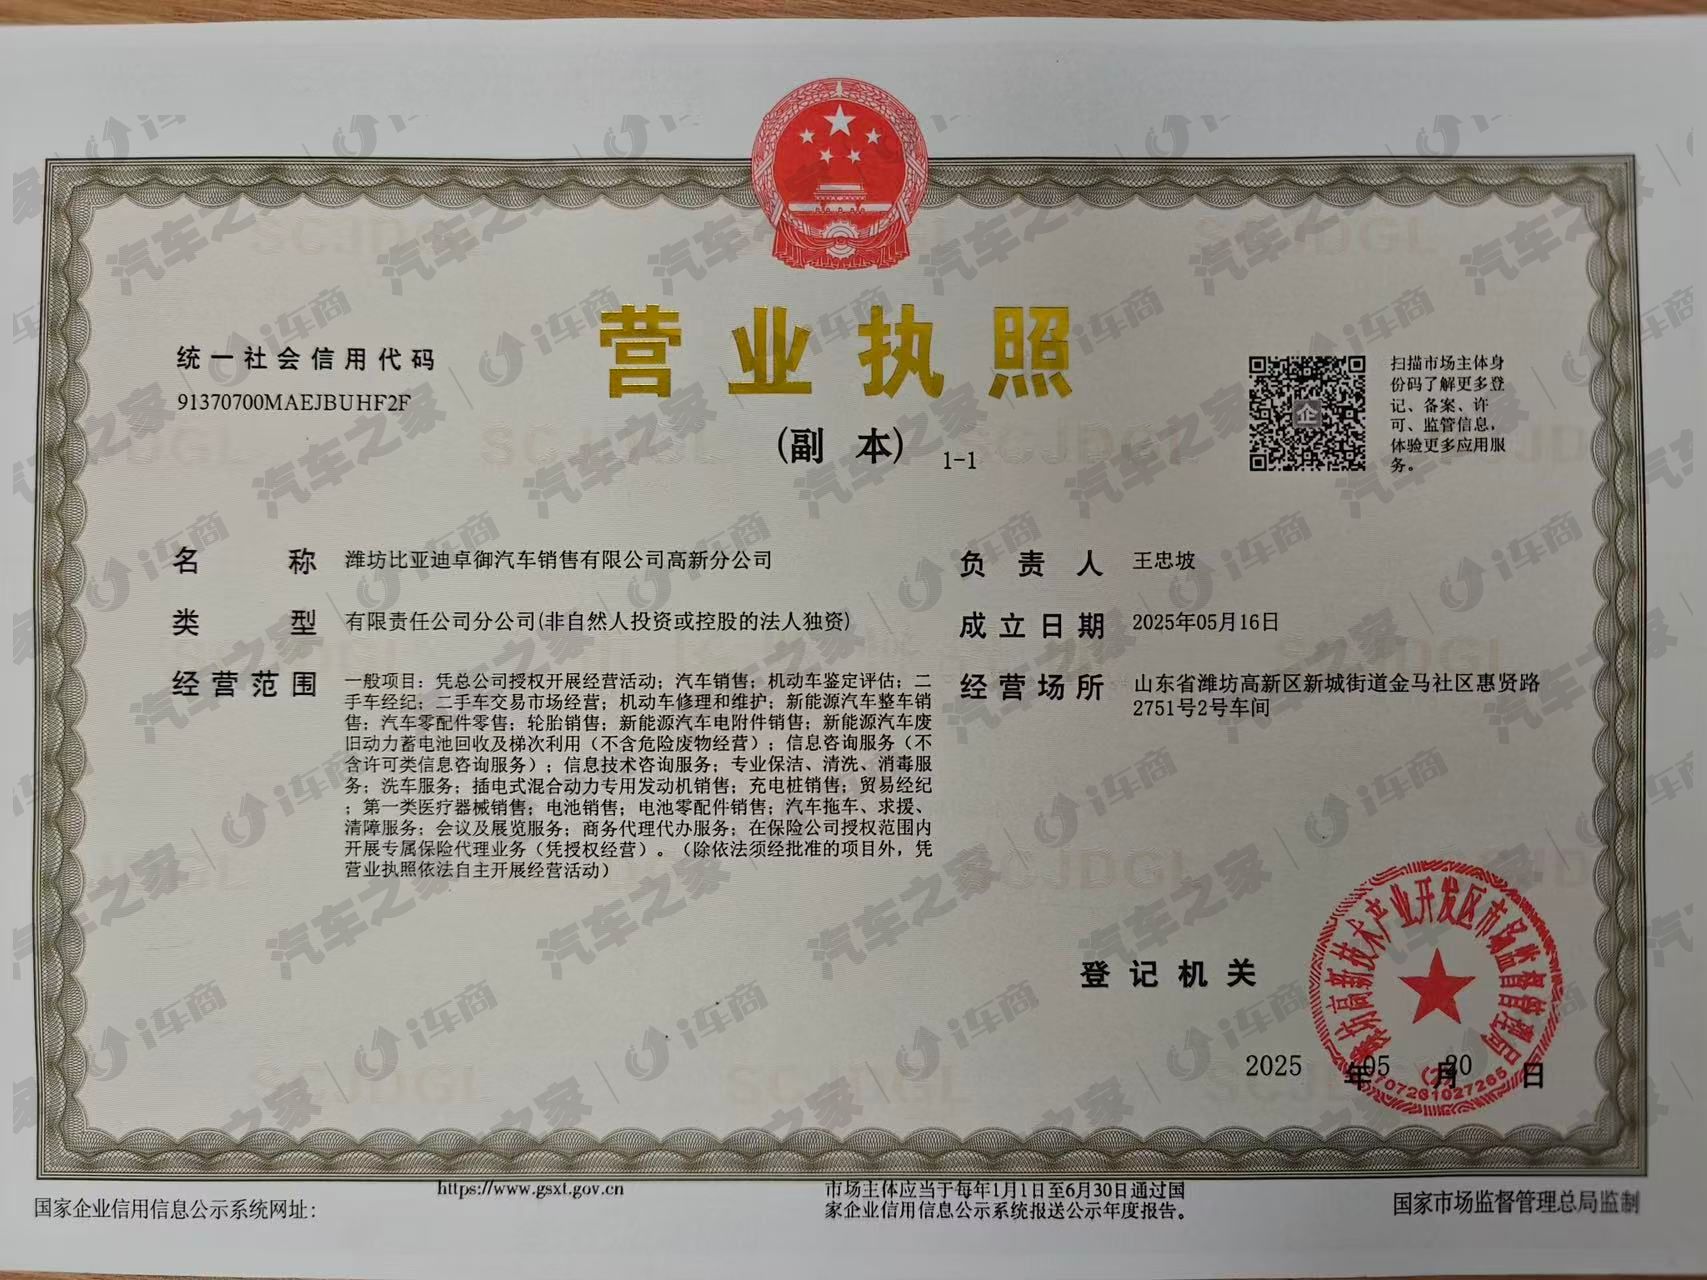 营业执照
(副 本) 1-1
统一社会信用代码
91370700MAEJBUHF2F
扫描市场主体身
份码了解更多登
记、备案、许
可、监管信息，
体验更多应用服
务。
名 称 潍坊比亚迪卓御汽车销售有限公司高新分公司
类 型 有限责任公司分公司(非自然人投资或控股的法人独资)
经营范围 一般项目：凭总公司授权开展经营活动；汽车销售；机动车鉴定评估；二
手车经纪；二手车交易市场经营；机动车修理和维护；新能源汽车整车销
售；汽车零配件零售；轮胎销售；新能源汽车电附件销售；新能源汽车废
旧动力蓄电池回收及梯次利用（不含危险废物经营）；信息咨询服务（不
含许可类信息咨询服务）；信息技术咨询服务；专业保洁、清洗、消毒服
务；洗车服务；插电式混合动力专用发动机销售；充电桩销售；贸易经纪
；第一类医疗器械销售；电池销售；电池零配件销售；汽车拖车、求援、
清障服务；会议及展览服务；商务代理代办服务；在保险公司授权范围内
开展专属保险代理业务（凭授权经营）。（除依法须经批准的项目外，凭
营业执照依法自主开展经营活动）
负责人 王忠坡
成立日期 2025年05月16日
经营场所 山东省潍坊高新区新城街道金马社区惠贤路
2751号2号车间
登记机关
2025 年 05 月 20 日
国家企业信用信息公示系统网址：
https://www.gsxt.gov.cn
市场主体应当于每年1月1日至6月30日通过国
家企业信用信息公示系统报送公示年度报告。
国家市场监督管理总局监制
汽车之家 | i车商
SCJDGL